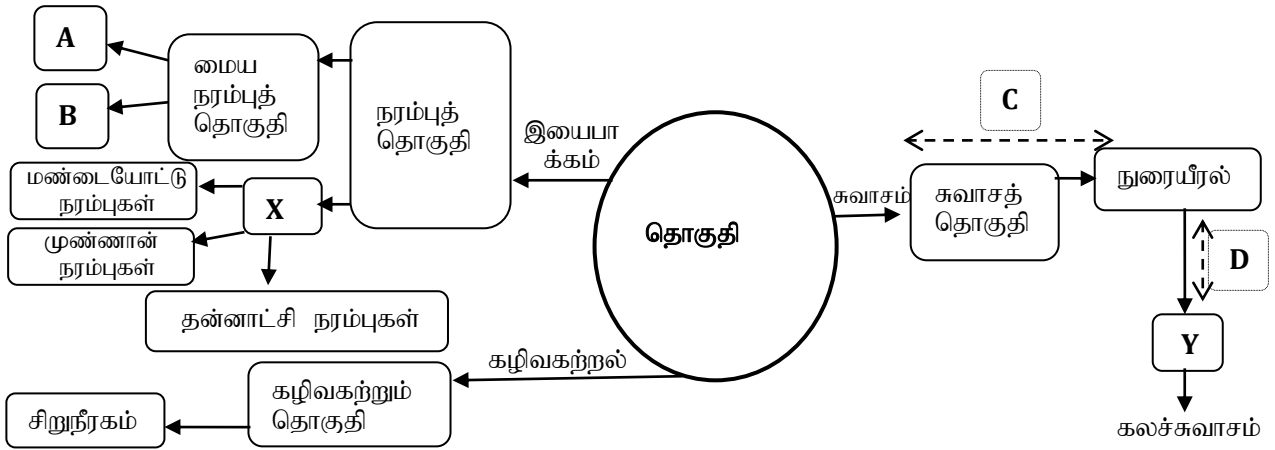 A
B
மைய
நரம்புத்
தொகுதி
நரம்புத்
தொகுதி
மண்டையோட்டு
நரம்புகள்
X
முண்ணான்
நரம்புகள்
தன்னாட்சி நரம்புகள்
இயைபா
க்கம்
தொகுதி
சுவாசம்
சுவாசத்
தொகுதி
C
நுரையீரல்
D
Y
கலச்சுவாசம்
கழிவகற்றல்
கழிவகற்றும்
தொகுதி
சிறுநீரகம்